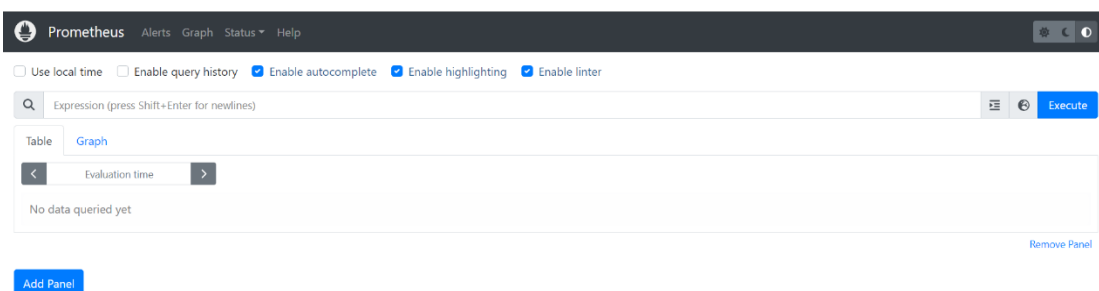 Prometheus Alerts Graph Status Help
Use local time Enable query history Enable autocomplete Enable highlighting Enable linter
Expression (press Shift+Enter for newlines) Execute
Table Graph
Evaluation time
No data queried yet
Remove Panel
Add Panel